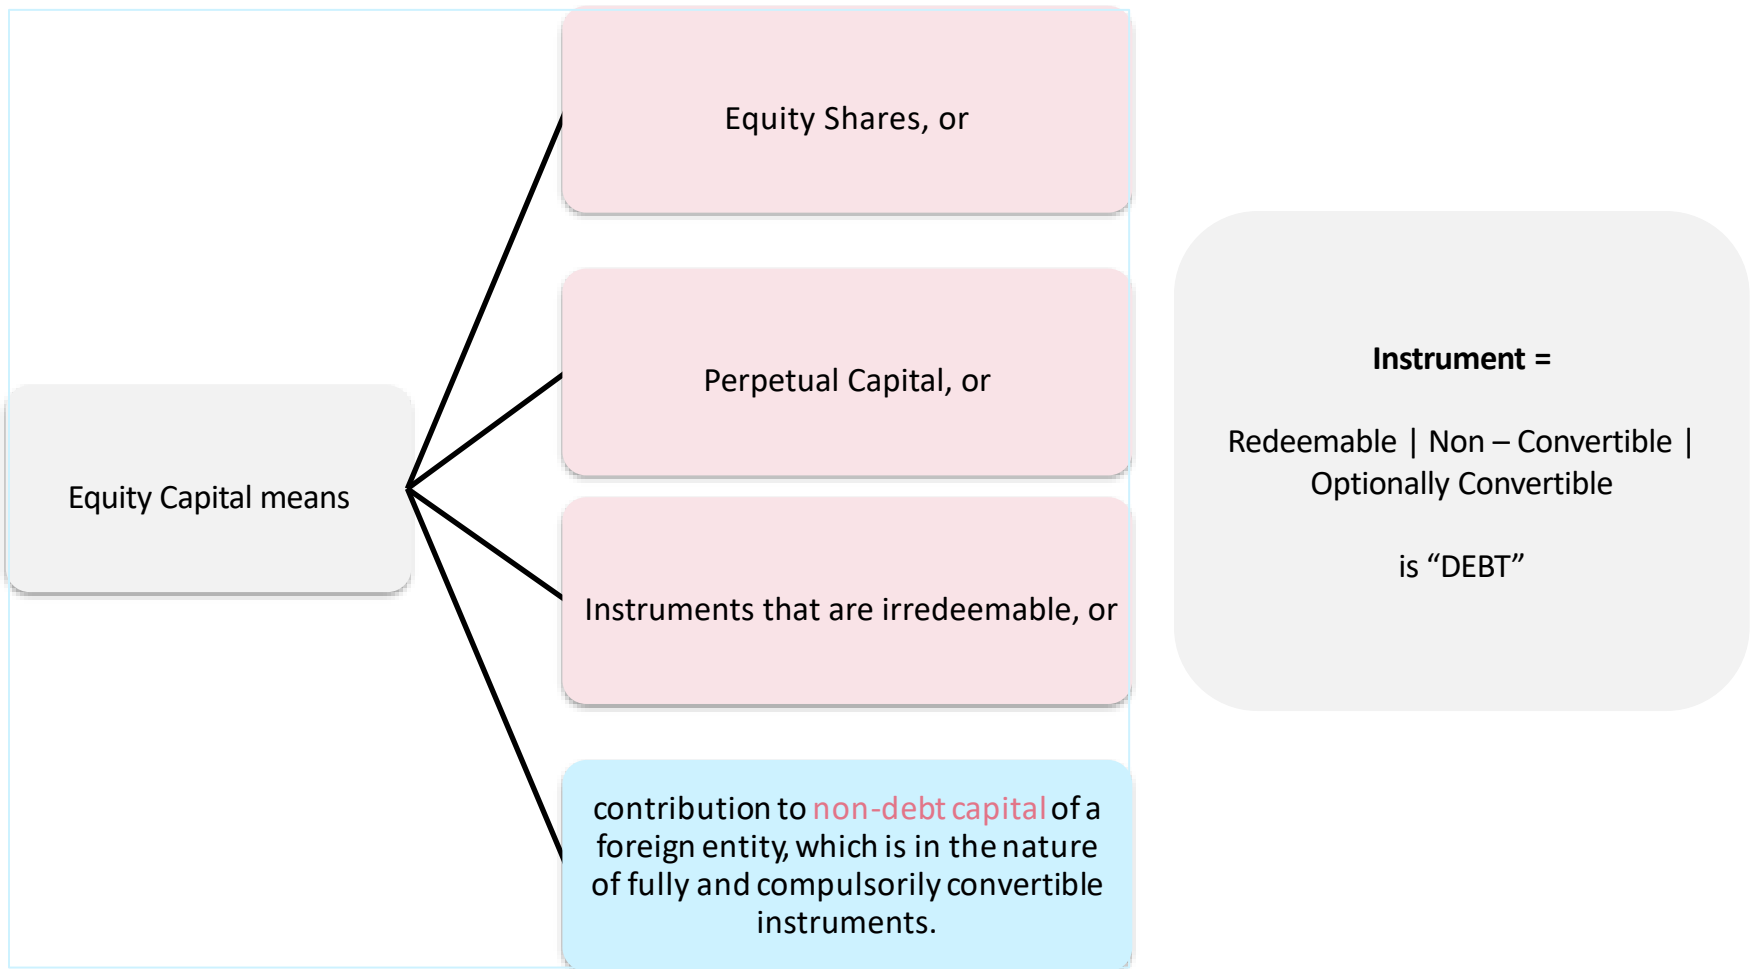 Equity Capital means
Equity Shares, or
Perpetual Capital, or
Instruments that are irredeemable, or
contribution to non-debt capital of a
foreign entity, which is in the nature
of fully and compulsorily convertible
instruments.
Instrument =
Redeemable | Non – Convertible |
Optionally Convertible
is “DEBT”